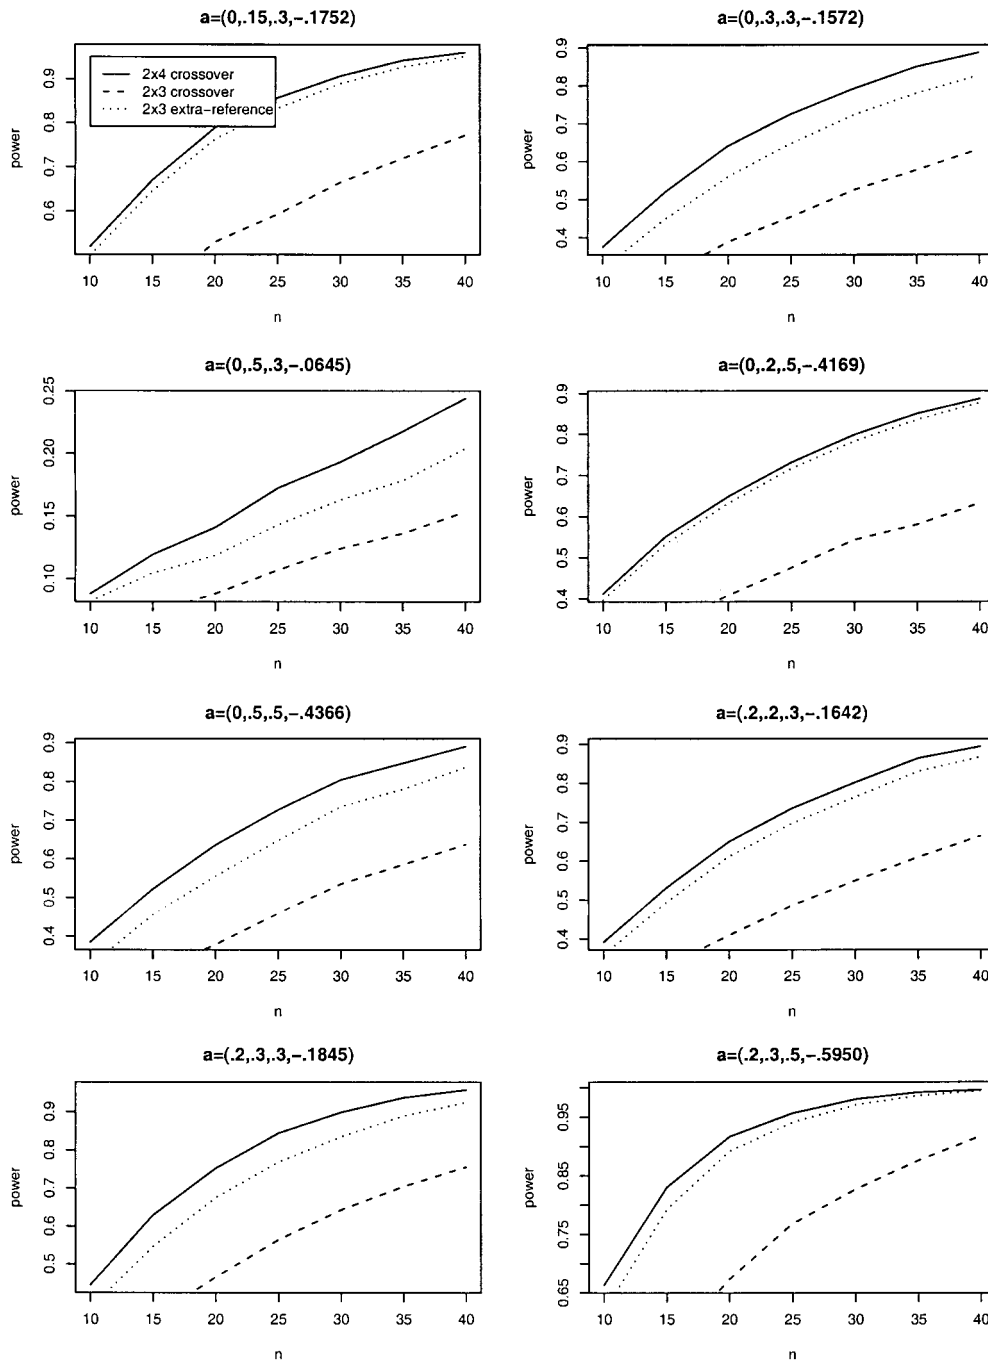 a=(0,.15,.3,−.1752)
power
0.6 0.7 0.8 0.9
2x4 crossover
2x3 crossover
2x3 extra−reference
10 15 20 25 30 35 40
n
a=(0,.3,.3,−.1572)
power
0.4 0.5 0.6 0.7 0.8 0.9
10 15 20 25 30 35 40
n
a=(0,.5,.3,−.0645)
power
0.10 0.15 0.20 0.25
10 15 20 25 30 35 40
n
a=(0,.2,.5,−.4169)
power
0.4 0.5 0.6 0.7 0.8 0.9
10 15 20 25 30 35 40
n
a=(0,.5,.5,−.4366)
power
0.4 0.5 0.6 0.7 0.8 0.9
10 15 20 25 30 35 40
n
a=(.2,.2,.3,−.1642)
power
0.4 0.5 0.6 0.7 0.8 0.9
10 15 20 25 30 35 40
n
a=(.2,.3,.3,−.1845)
power
0.5 0.6 0.7 0.8 0.9
10 15 20 25 30 35 40
n
a=(.2,.3,.5,−.5950)
power
0.65 0.75 0.85 0.95
10 15 20 25 30 35 40
n